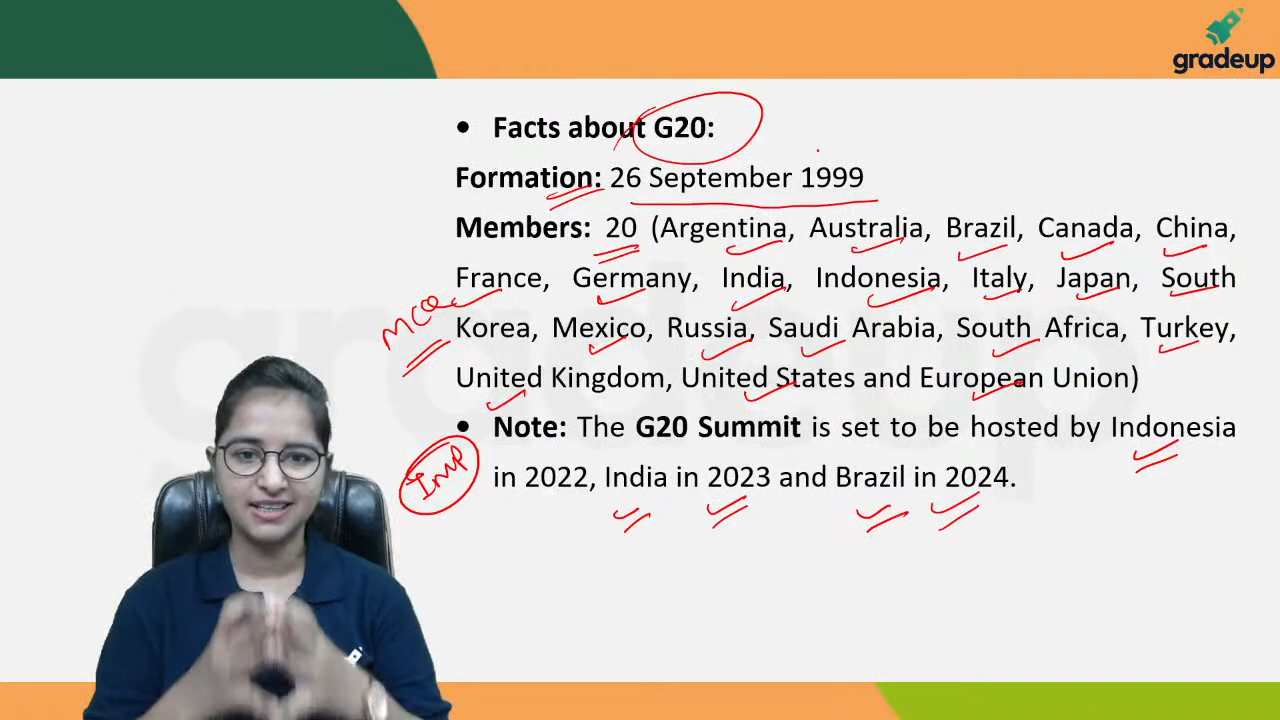 gradeup
• Facts about G20:
Formation: 26 September 1999
Members: 20 (Argentina, Australia, Brazil, Canada, China,
France, Germany, India, Indonesia, Italy, Japan, South
MCQ
Korea, Mexico, Russia, Saudi Arabia, South Africa, Turkey,
United Kingdom, United States and European Union)
• Note: The G20 Summit is set to be hosted by Indonesia
IMP
in 2022, India in 2023 and Brazil in 2024.
gradeup